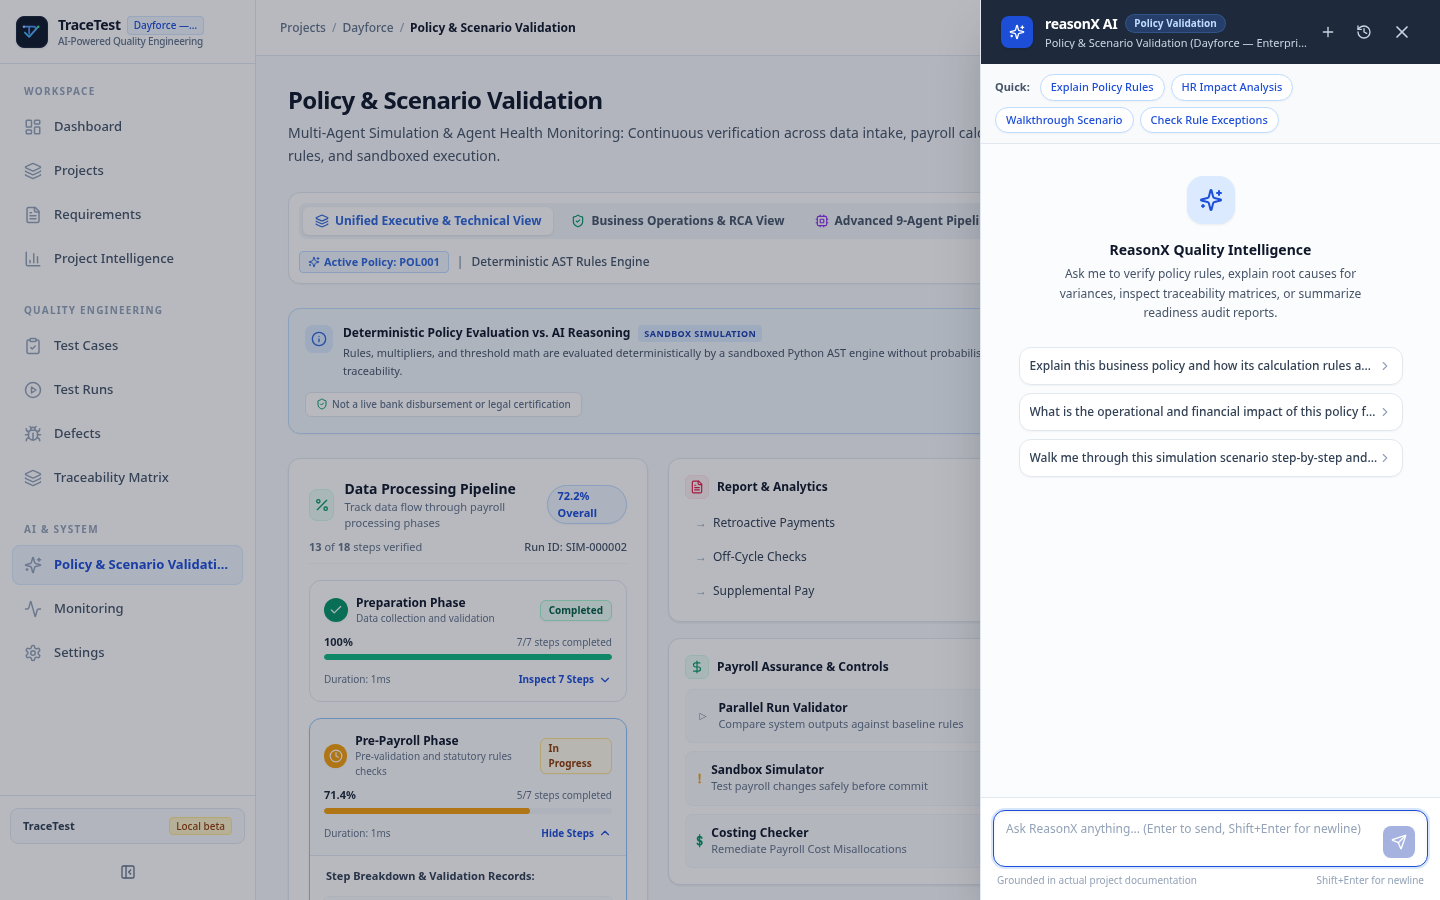 TraceTest Dayforce —...
AI-Powered Quality Engineering
WORKSPACE
Dashboard
Projects
Requirements
Project Intelligence
QUALITY ENGINEERING
Test Cases
Test Runs
Defects
Traceability Matrix
AI & SYSTEM
Policy & Scenario Validati...
Monitoring
Settings
TraceTest Local beta
Projects / Dayforce / Policy & Scenario Validation
Policy & Scenario Validation
Multi-Agent Simulation & Agent Health Monitoring: Continuous verification across data intake, payroll calc
rules, and sandboxed execution.
Unified Executive & Technical View Business Operations & RCA View Advanced 9-Agent Pipeli
Active Policy: POL001 | Deterministic AST Rules Engine
Deterministic Policy Evaluation vs. AI Reasoning SANDBOX SIMULATION
Rules, multipliers, and threshold math are evaluated deterministically by a sandboxed Python AST engine without probabilis
traceability.
Not a live bank disbursement or legal certification
Data Processing Pipeline
Track data flow through payroll
processing phases
72.2%
Overall
13 of 18 steps verified Run ID: SIM-000002
Preparation Phase
Data collection and validation
Completed
100% 7/7 steps completed
Duration: 1ms Inspect 7 Steps
Pre-Payroll Phase
Pre-validation and statutory rules
checks
In
Progress
71.4% 5/7 steps completed
Duration: 1ms Hide Steps
Step Breakdown & Validation Records:
Report & Analytics
→ Retroactive Payments
→ Off-Cycle Checks
→ Supplemental Pay
Payroll Assurance & Controls
Parallel Run Validator
Compare system outputs against baseline rules
Sandbox Simulator
Test payroll changes safely before commit
Costing Checker
Remediate Payroll Cost Misallocations
reasonX AI Policy Validation
Policy & Scenario Validation (Dayforce — Enterpri...
Quick: Explain Policy Rules HR Impact Analysis
Walkthrough Scenario Check Rule Exceptions
ReasonX Quality Intelligence
Ask me to verify policy rules, explain root causes for
variances, inspect traceability matrices, or summarize
readiness audit reports.
Explain this business policy and how its calculation rules a...
What is the operational and financial impact of this policy f...
Walk me through this simulation scenario step-by-step and...
Ask ReasonX anything... (Enter to send, Shift+Enter for newline)
Grounded in actual project documentation Shift+Enter for newline